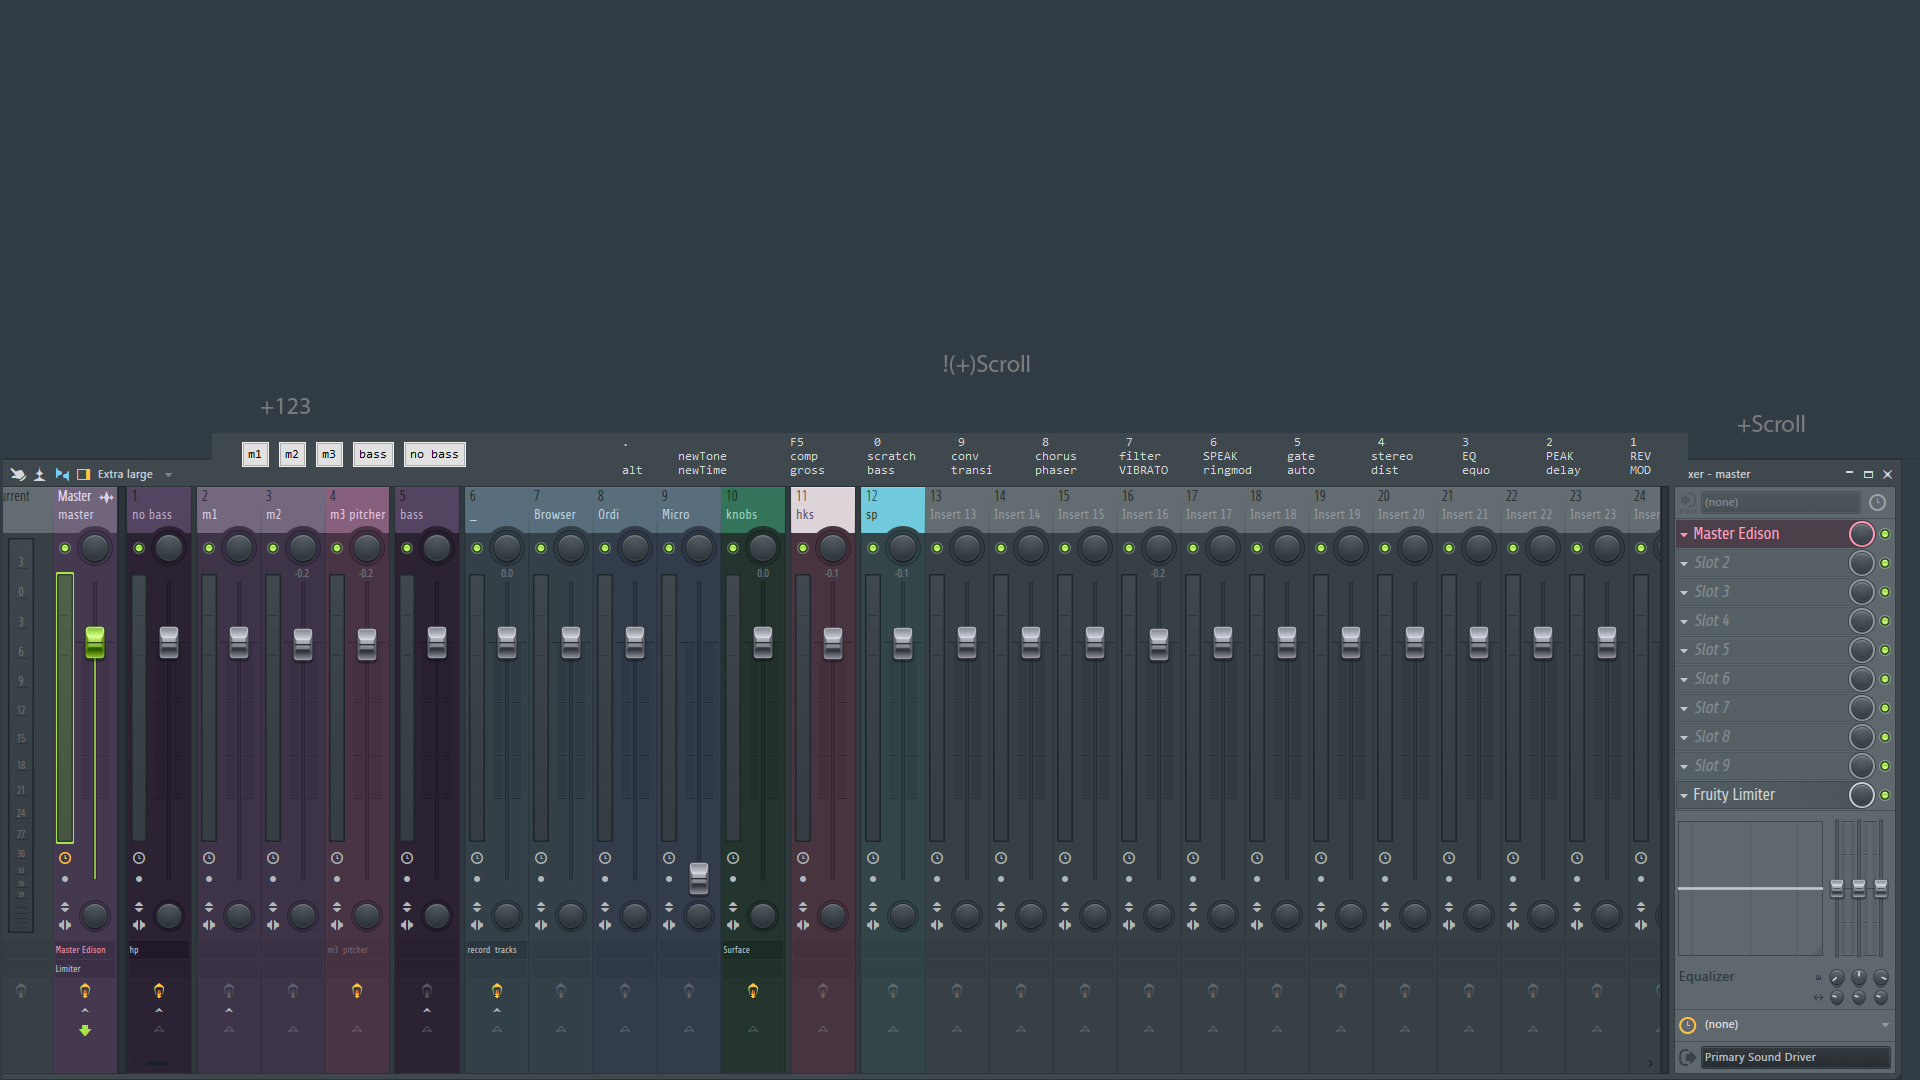 !(+)Scroll
+123
+Scroll
m1 m2 m3 bass no bass
. F5 0 9 8 7 6 5 4 3 2 1
newTone comp scratch conv chorus filter SPEAK gate stereo EQ PEAK REV
alt newTime gross bass transi phaser VIBRATO ringmod auto dist equo delay MOD
Extra large
xer - master
urrent Master 1 2 3 4 5 6 7 8 9 10 11 12 13 14 15 16 17 18 19 20 21 22 23 24
master no bass m1 m2 m3 pitcher bass _ Browser Ordi Micro knobs hks sp Insert 13 Insert 14 Insert 15 Insert 16 Insert 17 Insert 18 Insert 19 Insert 20 Insert 21 Insert 22 Insert 23 Inser
(none)
Master Edison
Slot 2
Slot 3
Slot 4
Slot 5
Slot 6
Slot 7
Slot 8
Slot 9
Fruity Limiter
-0.2 -0.2 0.0 0.0 -0.1 -0.1 -0.2
3
0
3
6
9
12
15
18
21
24
27
30
33
36
39
Master Edison hp m3 pitcher record tracks Surface
Limiter
Equalizer
(none)
Primary Sound Driver